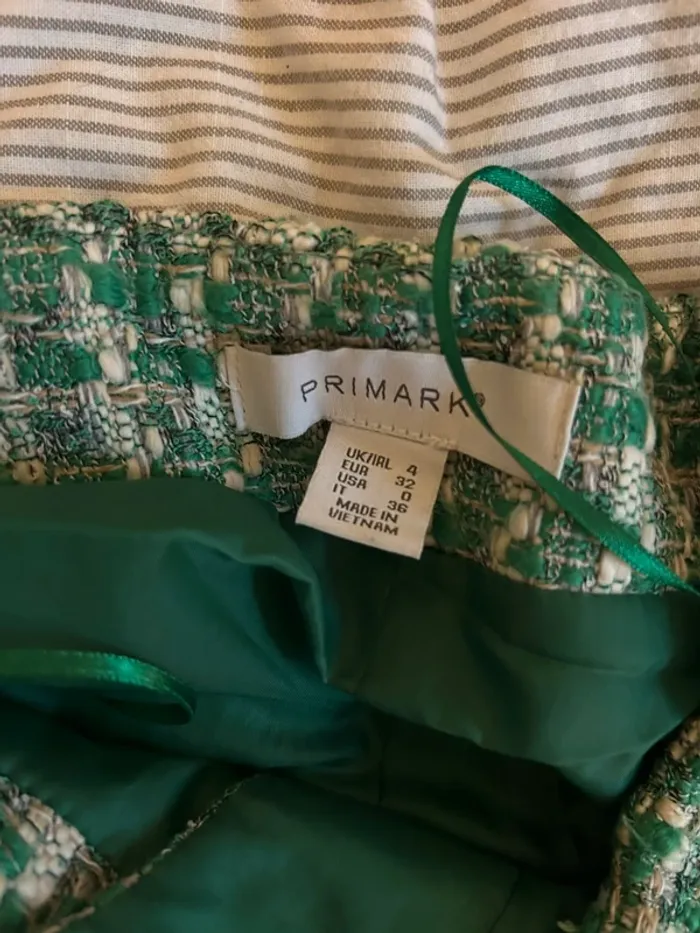 PRIMARK®
UK/IRL 4
EUR 32
USA 0
IT 36
MADE IN
VIETNAM